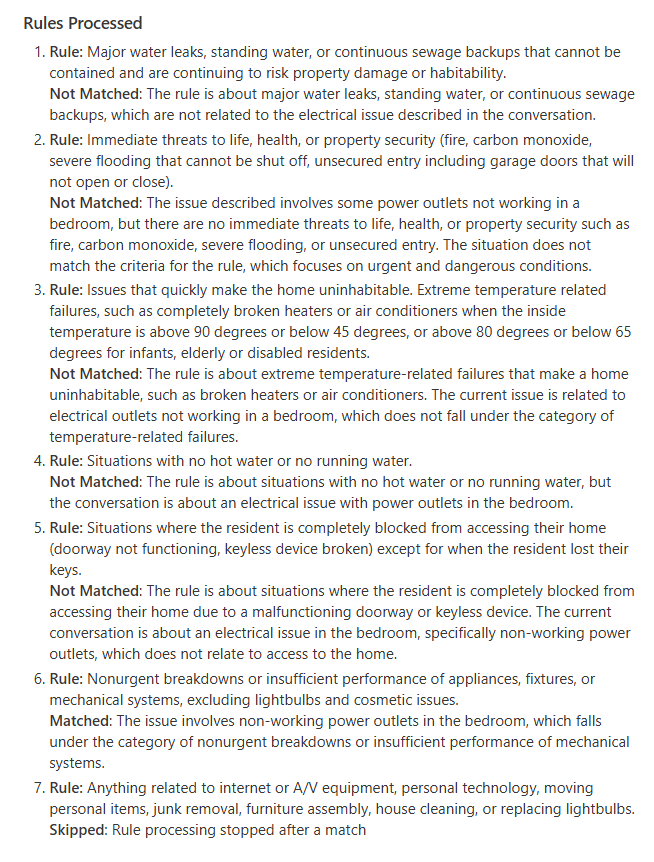 Rules Processed
1. Rule: Major water leaks, standing water, or continuous sewage backups that cannot be
contained and are continuing to risk property damage or habitability.
Not Matched: The rule is about major water leaks, standing water, or continuous sewage
backups, which are not related to the electrical issue described in the conversation.
2. Rule: Immediate threats to life, health, or property security (fire, carbon monoxide,
severe flooding that cannot be shut off, unsecured entry including garage doors that will
not open or close).
Not Matched: The issue described involves some power outlets not working in a
bedroom, but there are no immediate threats to life, health, or property security such as
fire, carbon monoxide, severe flooding, or unsecured entry. The situation does not
match the criteria for the rule, which focuses on urgent and dangerous conditions.
3. Rule: Issues that quickly make the home uninhabitable. Extreme temperature related
failures, such as completely broken heaters or air conditioners when the inside
temperature is above 90 degrees or below 45 degrees, or above 80 degrees or below 65
degrees for infants, elderly or disabled residents.
Not Matched: The rule is about extreme temperature-related failures that make a home
uninhabitable, such as broken heaters or air conditioners. The current issue is related to
electrical outlets not working in a bedroom, which does not fall under the category of
temperature-related failures.
4. Rule: Situations with no hot water or no running water.
Not Matched: The rule is about situations with no hot water or no running water, but
the conversation is about an electrical issue with power outlets in the bedroom.
5. Rule: Situations where the resident is completely blocked from accessing their home
(doorway not functioning, keyless device broken) except for when the resident lost their
keys.
Not Matched: The rule is about situations where the resident is completely blocked from
accessing their home due to a malfunctioning doorway or keyless device. The current
conversation is about an electrical issue in the bedroom, specifically non-working power
outlets, which does not relate to access to the home.
6. Rule: Nonurgent breakdowns or insufficient performance of appliances, fixtures, or
mechanical systems, excluding lightbulbs and cosmetic issues.
Matched: The issue involves non-working power outlets in the bedroom, which falls
under the category of nonurgent breakdowns or insufficient performance of mechanical
systems.
7. Rule: Anything related to internet or A/V equipment, personal technology, moving
personal items, junk removal, furniture assembly, house cleaning, or replacing lightbulbs.
Skipped: Rule processing stopped after a match